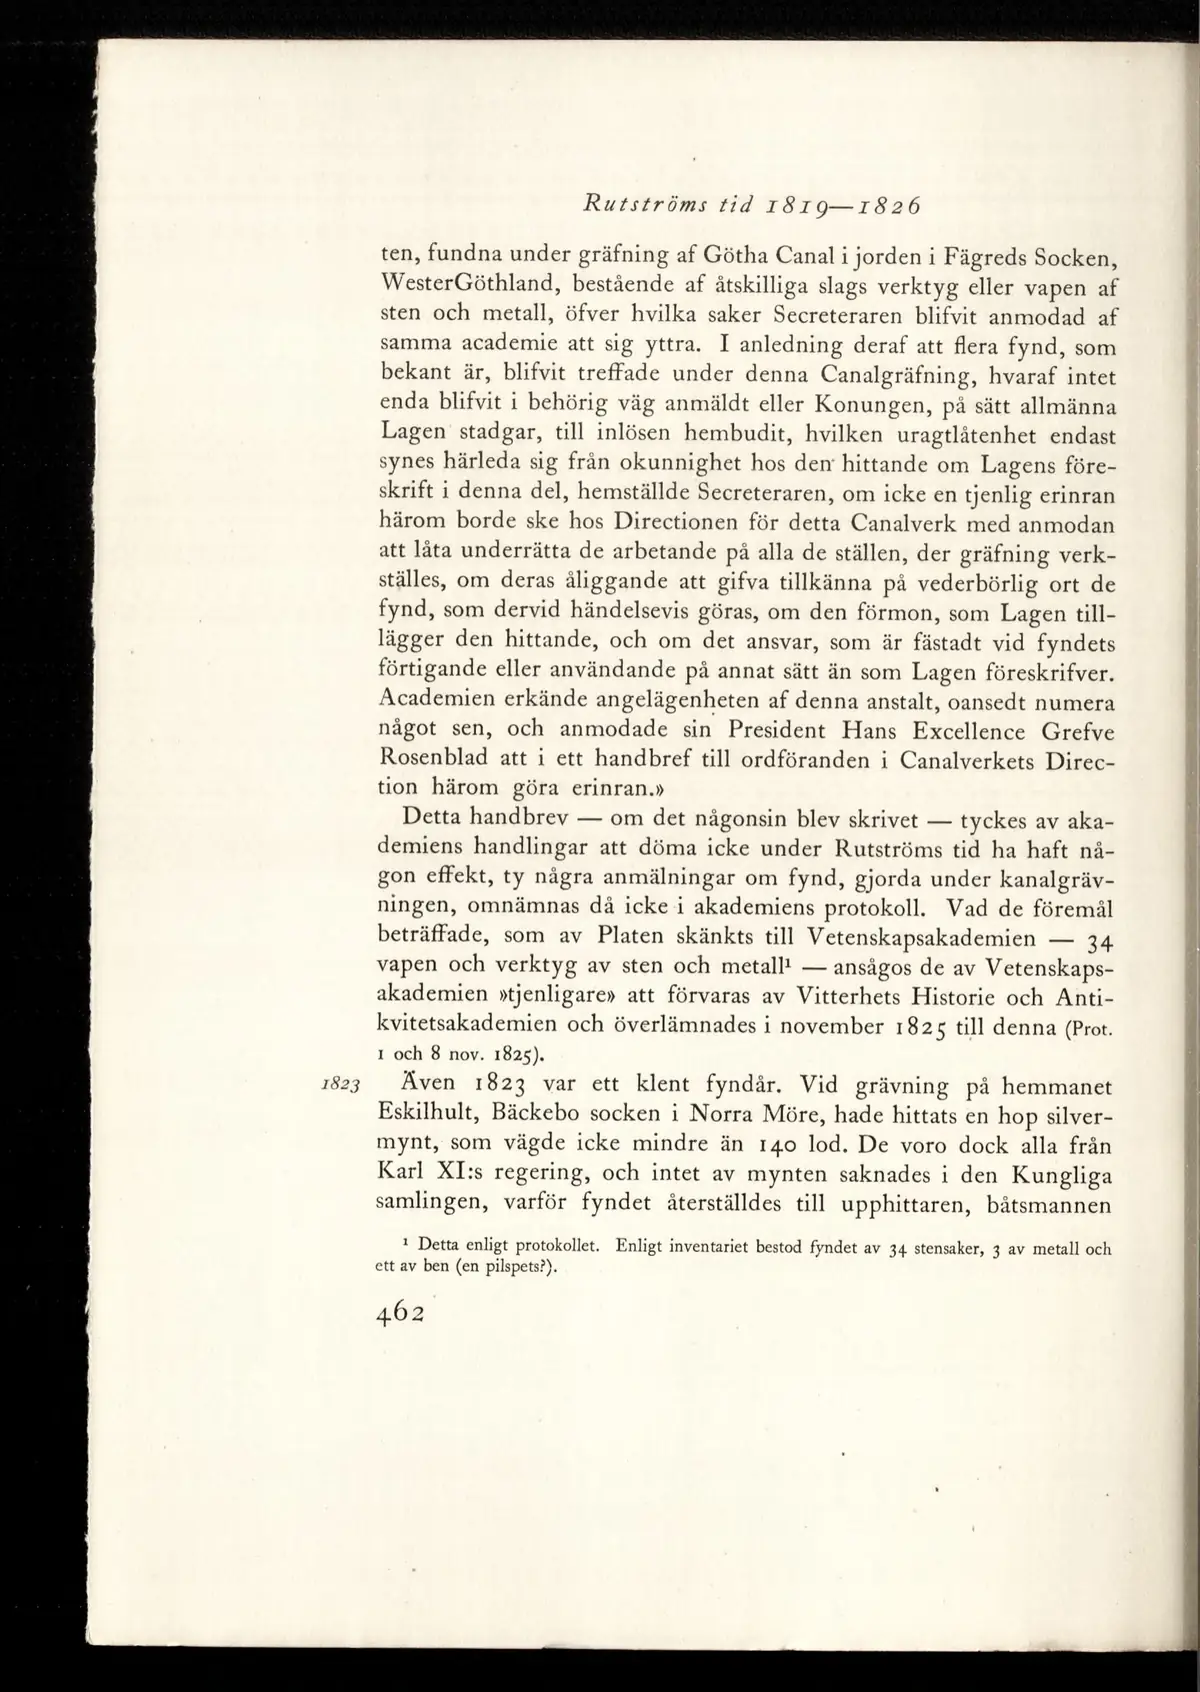 Rutströms tid 1819—1826
ten, fundna under gräfning af Götha Canal i jorden i Fägreds Socken,
WesterGöthland, bestående af åtskilliga slags verktyg eller vapen af
sten och metall, öfver hvilka saker Secreteraren blifvit anmodad af
samma academie att sig yttra. I anledning deraf att flera fynd, som
bekant är, blifvit treffade under denna Canalgräfning, hvaraf intet
enda blifvit i behörig väg anmäldt eller Konungen, på sätt allmänna
Lagen stadgar, till inlösen hembudit, hvilken uragtlåtenhet endast
synes härleda sig från okunnighet hos den hittande om Lagens före-
skrift i denna del, hemställde Secreteraren, om icke en tjenlig erinran
härom borde ske hos Directionen för detta Canalverk med anmodan
att låta underrätta de arbetande på alla de ställen, der gräfning verk-
ställes, om deras åliggande att gifva tillkänna på vederbörlig ort de
fynd, som dervid händelsevis göras, om den förmon, som Lagen till-
lägger den hittande, och om det ansvar, som är fästadt vid fyndets
förtigande eller användande på annat sätt än som Lagen föreskrifver.
Academien erkände angelägenheten af denna anstalt, oansedt numera
något sen, och anmodade sin President Hans Excellence Grefve
Rosenblad att i ett handbref till ordföranden i Canalverkets Direc-
tion härom göra erinran.»
Detta handbrev — om det någonsin blev skrivet — tyckes av aka-
demiens handlingar att döma icke under Rutströms tid ha haft nå-
gon effekt, ty några anmälningar om fynd, gjorda under kanalgräv-
ningen, omnämnas då icke i akademiens protokoll. Vad de föremål
beträffade, som av Platen skänkts till Vetenskapsakademien — 34
vapen och verktyg av sten och metall¹ — ansågos de av Vetenskaps-
akademien »tjenligare» att förvaras av Vitterhets Historie och Anti-
kvitetsakademien och överlämnades i november 1825 till denna (Prot.
1 och 8 nov. 1825).
1823 Även 1823 var ett klent fyndår. Vid grävning på hemmanet
Eskilhult, Bäckebo socken i Norra Möre, hade hittats en hop silver-
mynt, som vägde icke mindre än 140 lod. De voro dock alla från
Karl XI:s regering, och intet av mynten saknades i den Kungliga
samlingen, varför fyndet återställdes till upphittaren, båtsmannen
¹ Detta enligt protokollet. Enligt inventariet bestod fyndet av 34 stensaker, 3 av metall och
ett av ben (en pilspets?).
462